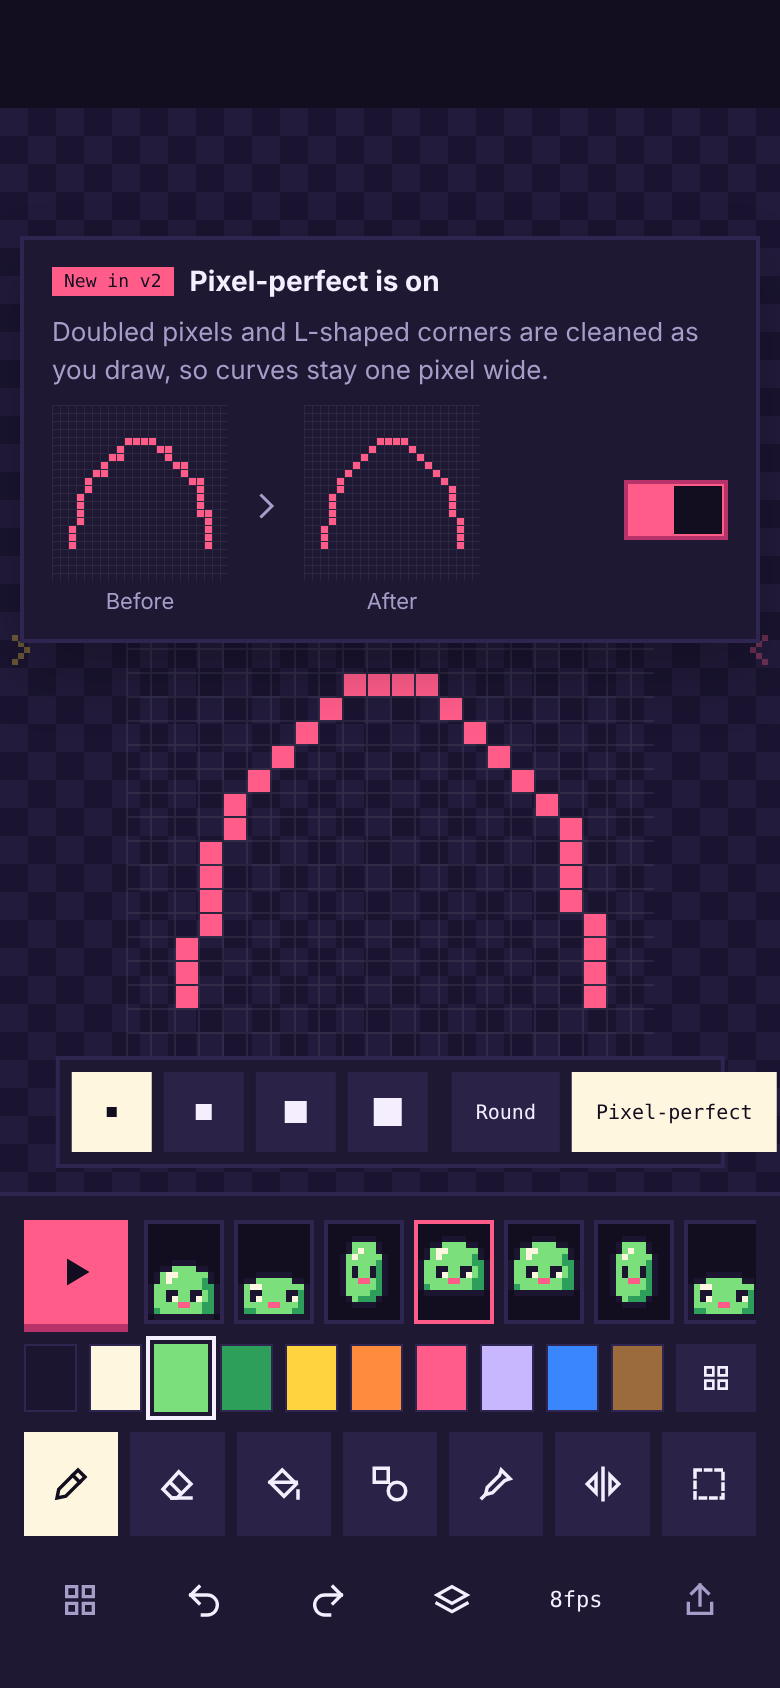 New in v2 Pixel-perfect is on
Doubled pixels and L-shaped corners are cleaned as
you draw, so curves stay one pixel wide.
Before After
Round Pixel-perfect
8fps